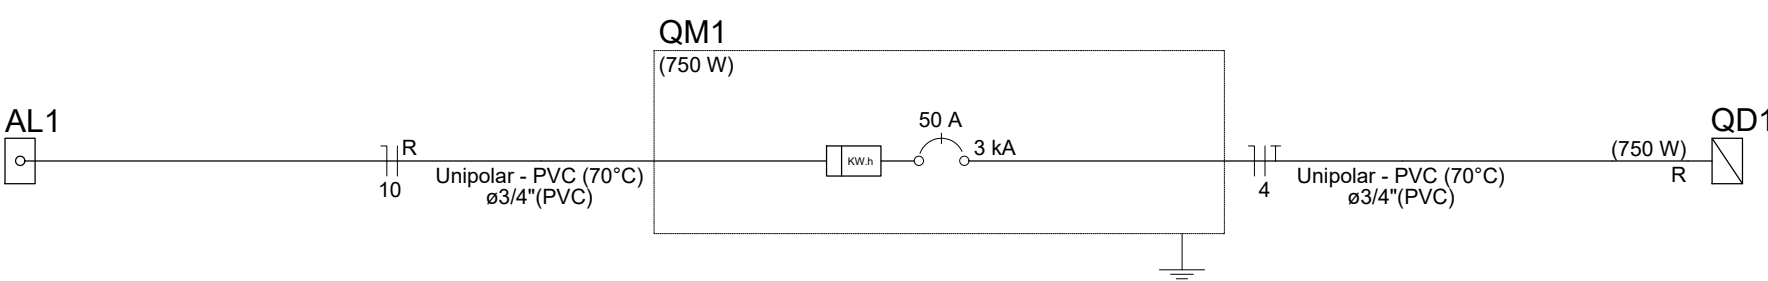 QM1
(750 W)
AL1
50 A
QD1
R
KW.h
3 kA
(750 W)
10
Unipolar - PVC (70°C)
ø3/4"(PVC)
4
Unipolar - PVC (70°C)
ø3/4"(PVC)
R